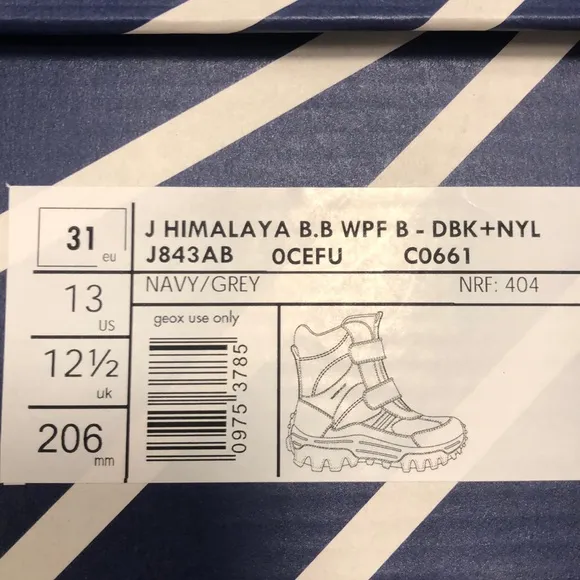 31 eu
J HIMALAYA B.B WPF B - DBK+NYL
J843AB 0CEFU C0661
NAVY/GREY NRF: 404
13 US
geox use only
12½ uk
206 mm
0975 3785